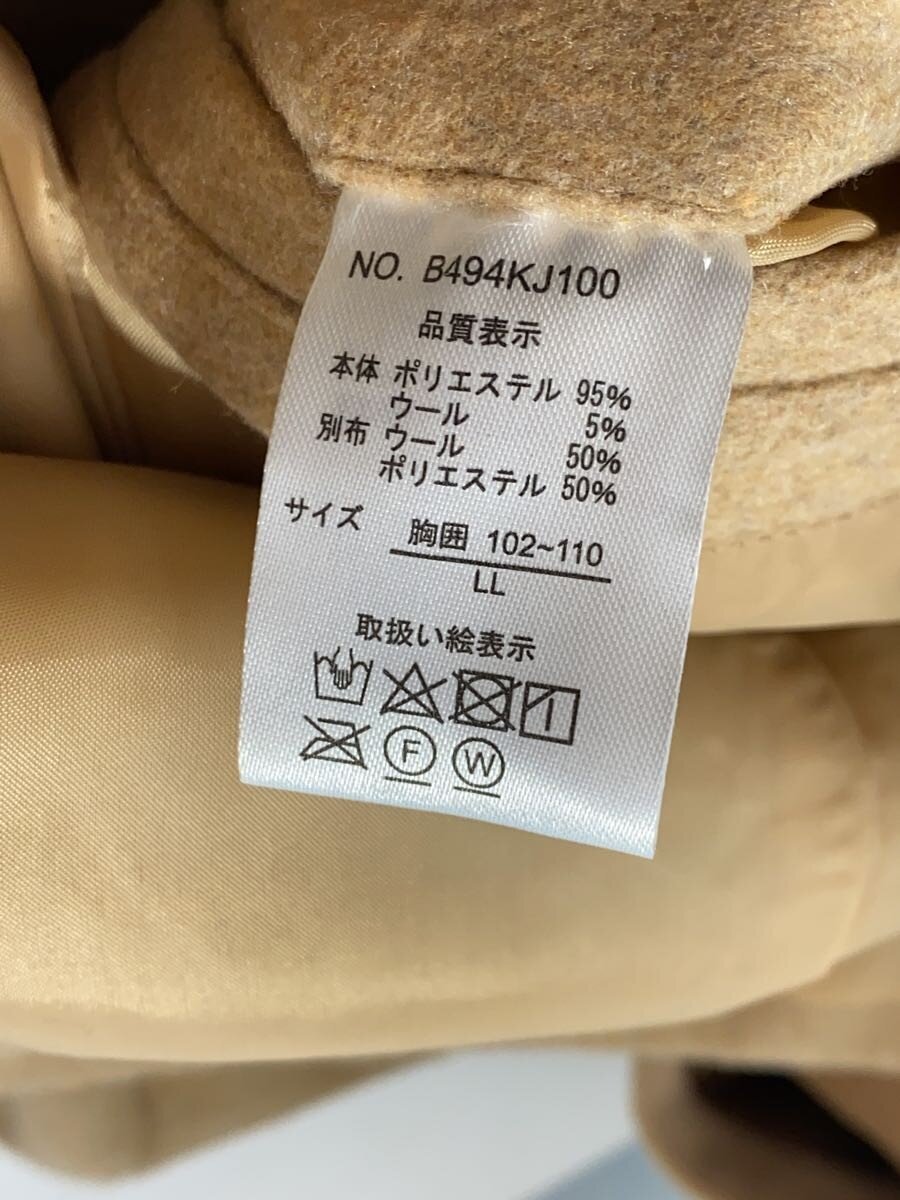 NO. B494KJ100
品質表示
本体 ポリエステル 95%
ウール 5%
別布 ウール 50%
ポリエステル 50%
サイズ 胸囲 102~110
LL
取扱い絵表示
F W